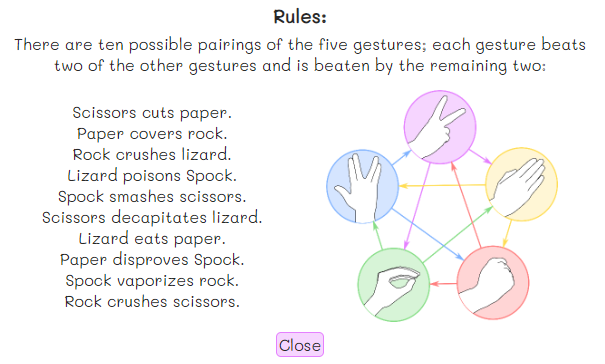 Rules:
There are ten possible pairings of the five gestures; each gesture beats
two of the other gestures and is beaten by the remaining two:
Scissors cuts paper.
Paper covers rock.
Rock crushes lizard.
Lizard poisons Spock.
Spock smashes scissors.
Scissors decapitates lizard.
Lizard eats paper.
Paper disproves Spock.
Spock vaporizes rock.
Rock crushes scissors.
Close